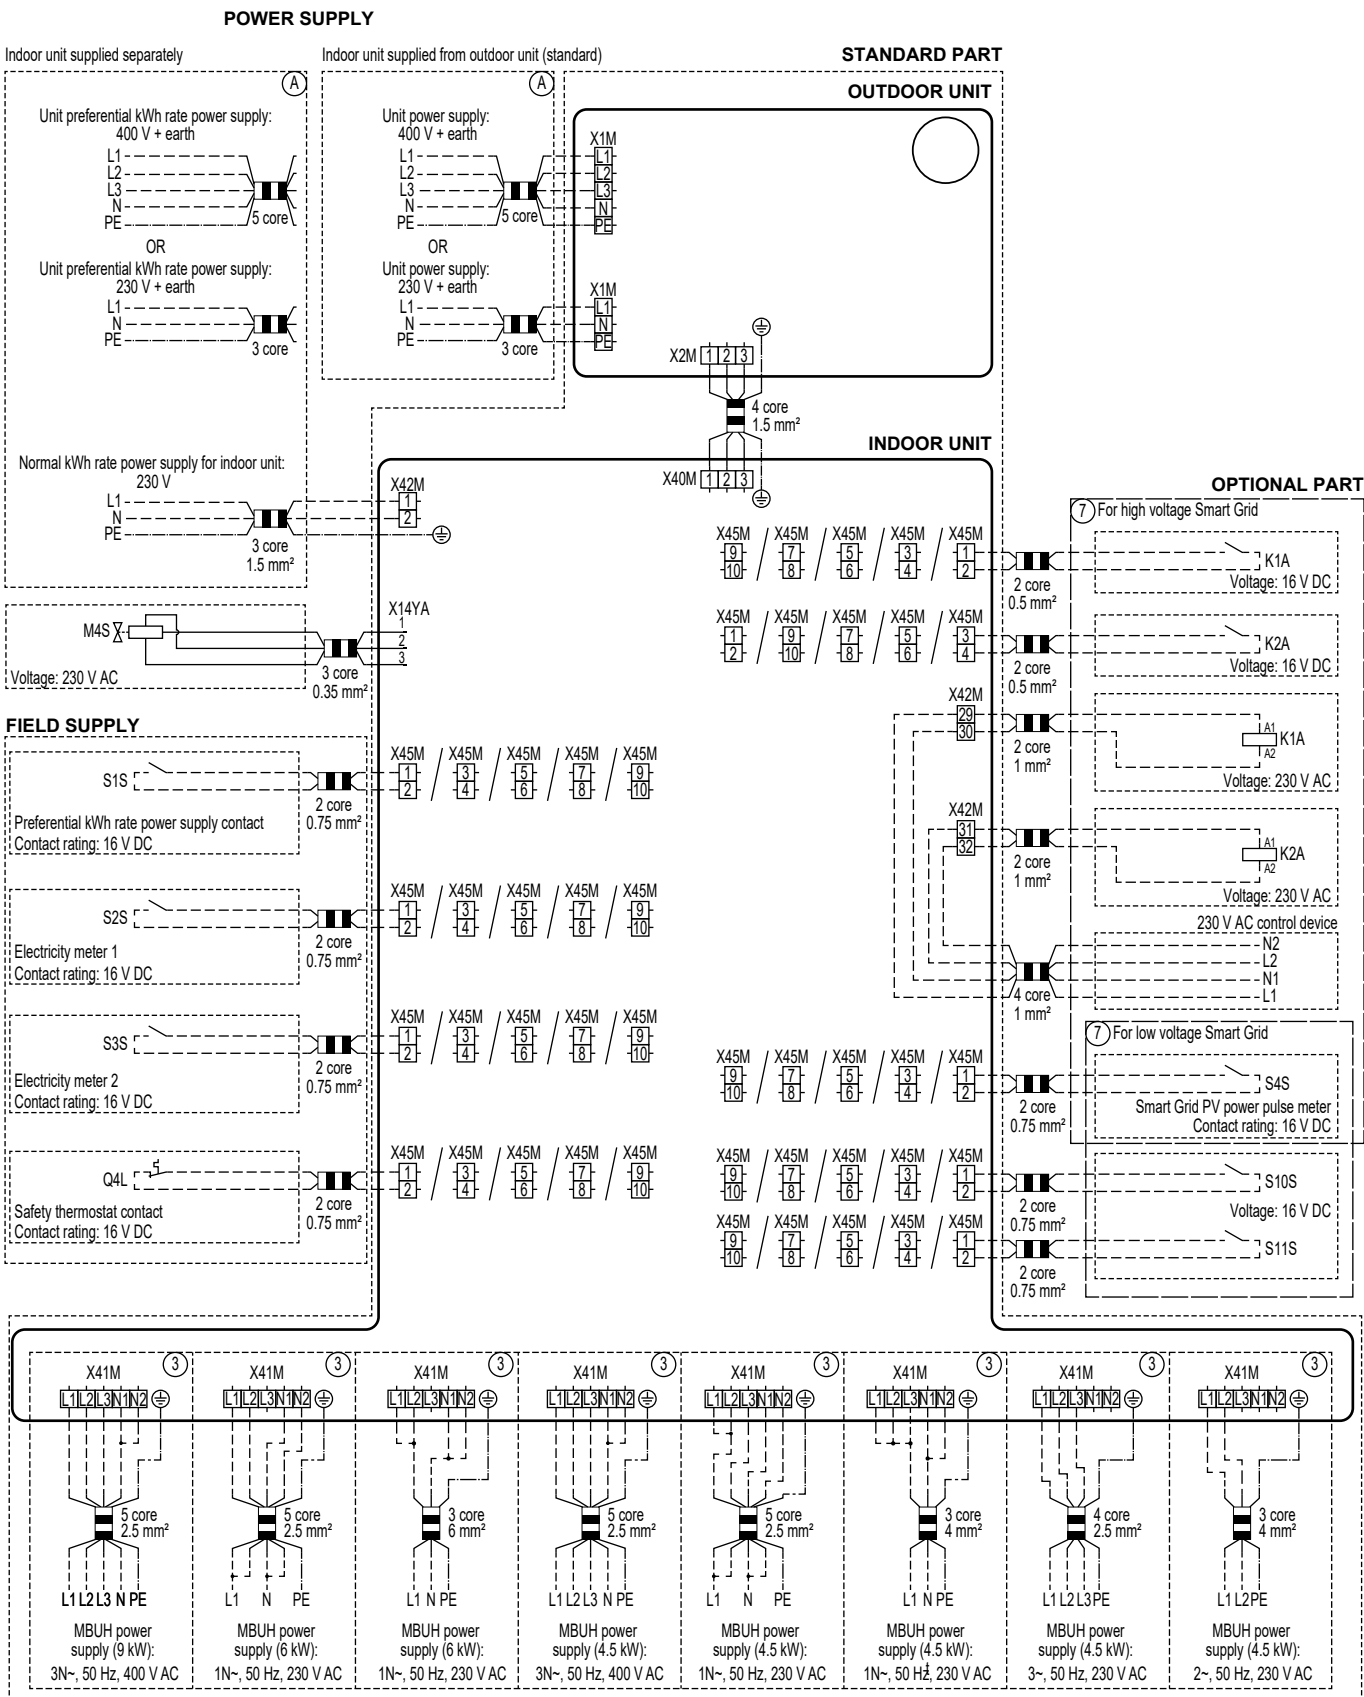 POWER SUPPLY
Indoor unit supplied separately
A
Unit preferential kWh rate power supply:
400 V + earth
L1
L2
L3
N
PE
5 core
OR
Unit preferential kWh rate power supply:
230 V + earth
L1
N
PE
3 core
Normal kWh rate power supply for indoor unit:
230 V
L1
N
PE
3 core
1.5 mm²
Indoor unit supplied from outdoor unit (standard)
A
Unit power supply:
400 V + earth
L1
L2
L3
N
PE
5 core
OR
Unit power supply:
230 V + earth
L1
N
PE
3 core
STANDARD PART
OUTDOOR UNIT
X1M
L1
L2
L3
N
PE
X1M
L1
N
PE
X2M 1 2 3
4 core
1.5 mm²
INDOOR UNIT
X40M 1 2 3
X42M
1
2
M4S
Voltage: 230 V AC
3 core
0.35 mm²
X14YA
1
2
3
FIELD SUPPLY
S1S
Preferential kWh rate power supply contact
Contact rating: 16 V DC
2 core
0.75 mm²
X45M / X45M / X45M / X45M / X45M
1 3 5 7 9
2 4 6 8 10
S2S
Electricity meter 1
Contact rating: 16 V DC
2 core
0.75 mm²
X45M / X45M / X45M / X45M / X45M
1 3 5 7 9
2 4 6 8 10
S3S
Electricity meter 2
Contact rating: 16 V DC
2 core
0.75 mm²
X45M / X45M / X45M / X45M / X45M
1 3 5 7 9
2 4 6 8 10
Q4L
Safety thermostat contact
Contact rating: 16 V DC
2 core
0.75 mm²
X45M / X45M / X45M / X45M / X45M
1 3 5 7 9
2 4 6 8 10
OPTIONAL PART
7 For high voltage Smart Grid
X45M / X45M / X45M / X45M / X45M
9 7 5 3 1
10 8 6 4 2
2 core
0.5 mm²
K1A
Voltage: 16 V DC
X45M / X45M / X45M / X45M / X45M
1 9 7 5 3
2 10 8 6 4
2 core
0.5 mm²
K2A
Voltage: 16 V DC
X42M
29
30
2 core
1 mm²
A1
K1A
A2
Voltage: 230 V AC
X42M
31
32
2 core
1 mm²
A1
K2A
A2
Voltage: 230 V AC
230 V AC control device
N2
L2
N1
L1
4 core
1 mm²
7 For low voltage Smart Grid
X45M / X45M / X45M / X45M / X45M
9 7 5 3 1
10 8 6 4 2
2 core
0.75 mm²
S4S
Smart Grid PV power pulse meter
Contact rating: 16 V DC
X45M / X45M / X45M / X45M / X45M
9 7 5 3 1
10 8 6 4 2
2 core
0.75 mm²
S10S
Voltage: 16 V DC
X45M / X45M / X45M / X45M / X45M
9 7 5 3 1
10 8 6 4 2
2 core
0.75 mm²
S11S
X41M 3
L1 L2 L3 N1 N2
5 core
2.5 mm²
L1 L2 L3 N PE
MBUH power
supply (9 kW):
3N~, 50 Hz, 400 V AC
X41M 3
L1 L2 L3 N1 N2
5 core
2.5 mm²
L1 N PE
MBUH power
supply (6 kW):
1N~, 50 Hz, 230 V AC
X41M 3
L1 L2 L3 N1 N2
3 core
6 mm²
L1 N PE
MBUH power
supply (6 kW):
1N~, 50 Hz, 230 V AC
X41M 3
L1 L2 L3 N1 N2
5 core
2.5 mm²
L1 L2 L3 N PE
MBUH power
supply (4.5 kW):
3N~, 50 Hz, 400 V AC
X41M 3
L1 L2 L3 N1 N2
5 core
2.5 mm²
L1 N PE
MBUH power
supply (4.5 kW):
1N~, 50 Hz, 230 V AC
X41M 3
L1 L2 L3 N1 N2
3 core
4 mm²
L1 N PE
MBUH power
supply (4.5 kW):
1N~, 50 Hz, 230 V AC
X41M 3
L1 L2 L3 N1 N2
4 core
2.5 mm²
L1 L2 L3 PE
MBUH power
supply (4.5 kW):
3~, 50 Hz, 230 V AC
X41M 3
L1 L2 L3 N1 N2
3 core
4 mm²
L1 L2 PE
MBUH power
supply (4.5 kW):
2~, 50 Hz, 230 V AC